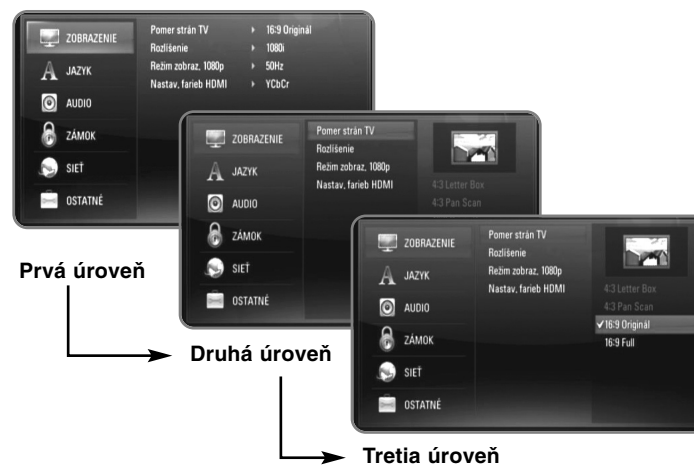 ZOBRAZENIE
JAZYK
AUDIO
ZÁMOK
SIEŤ
OSTATNÉ
Pomer strán TV 16:9 Originál
Rozlíšenie 1080i
Režim zobraz, 1080p 50Hz
Nastav, farieb HDMI YCbCr
Prvá úroveň
ZOBRAZENIE
JAZYK
AUDIO
ZÁMOK
SIEŤ
OSTATNÉ
Pomer strán TV
Rozlíšenie
Režim zobraz, 1080p
Nastav, farieb HDMI
4:3 Letter Box
4:3 Pan Scan
Druhá úroveň
ZOBRAZENIE
JAZYK
AUDIO
ZÁMOK
SIEŤ
OSTATNÉ
Pomer strán TV
Rozlíšenie
Režim zobraz, 1080p
Nastav, farieb HDMI
4:3 Letter Box
4:3 Pan Scan
✓16:9 Originál
16:9 Full
Tretia úroveň